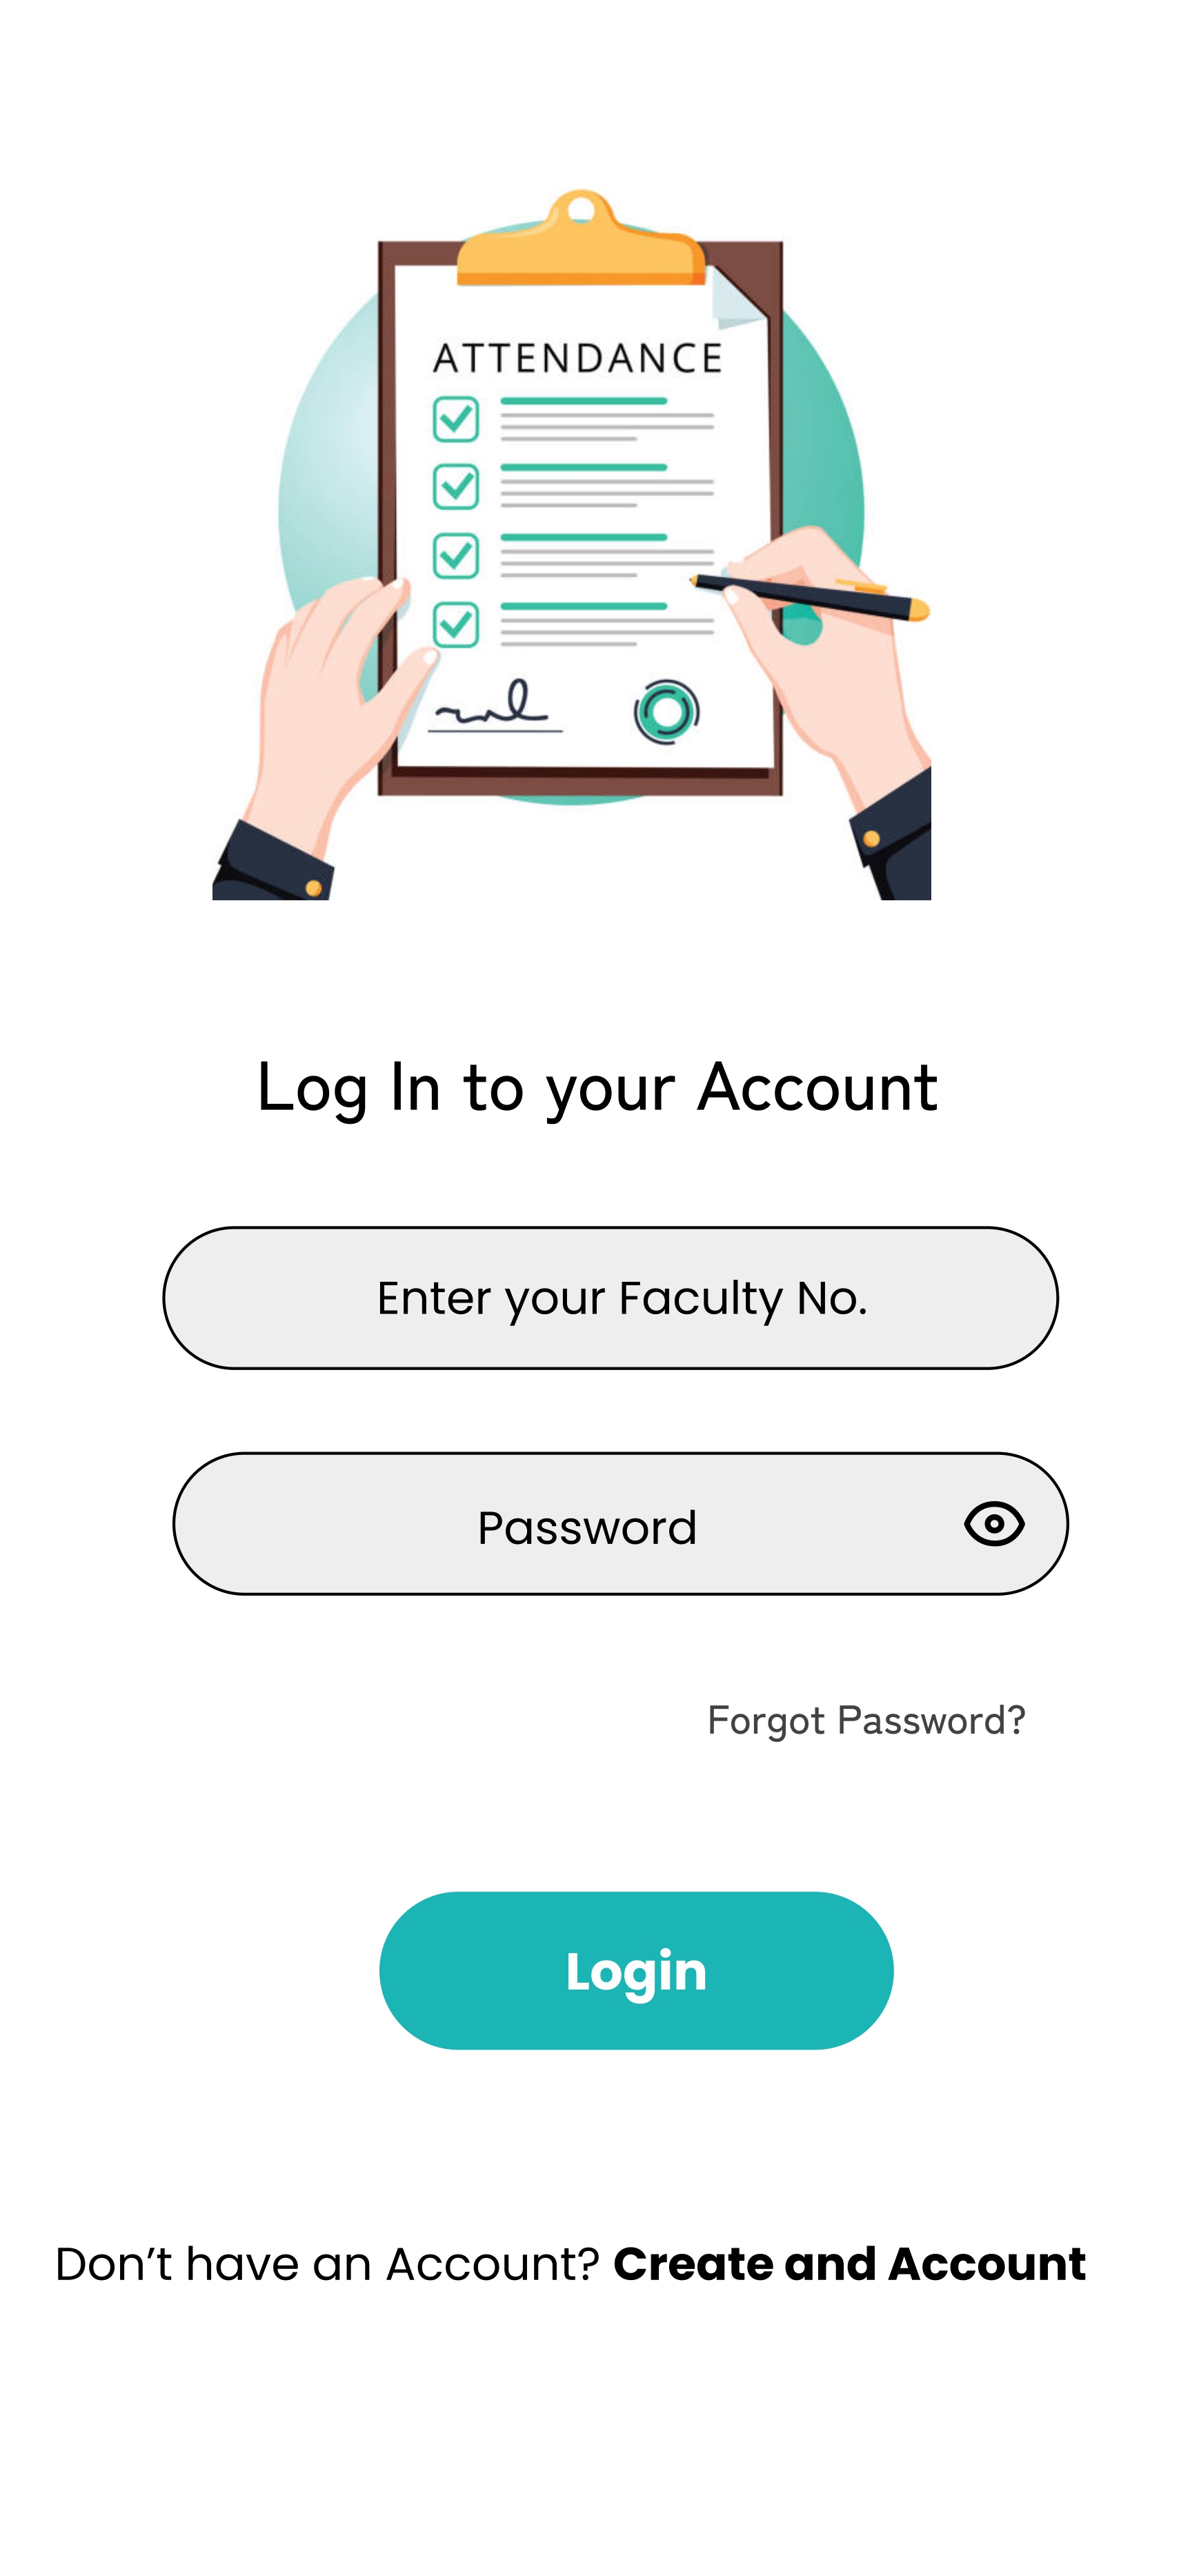 ATTENDANCE
Log In to your Account
Enter your Faculty No.
Password
Forgot Password?
Login
Don’t have an Account? Create and Account